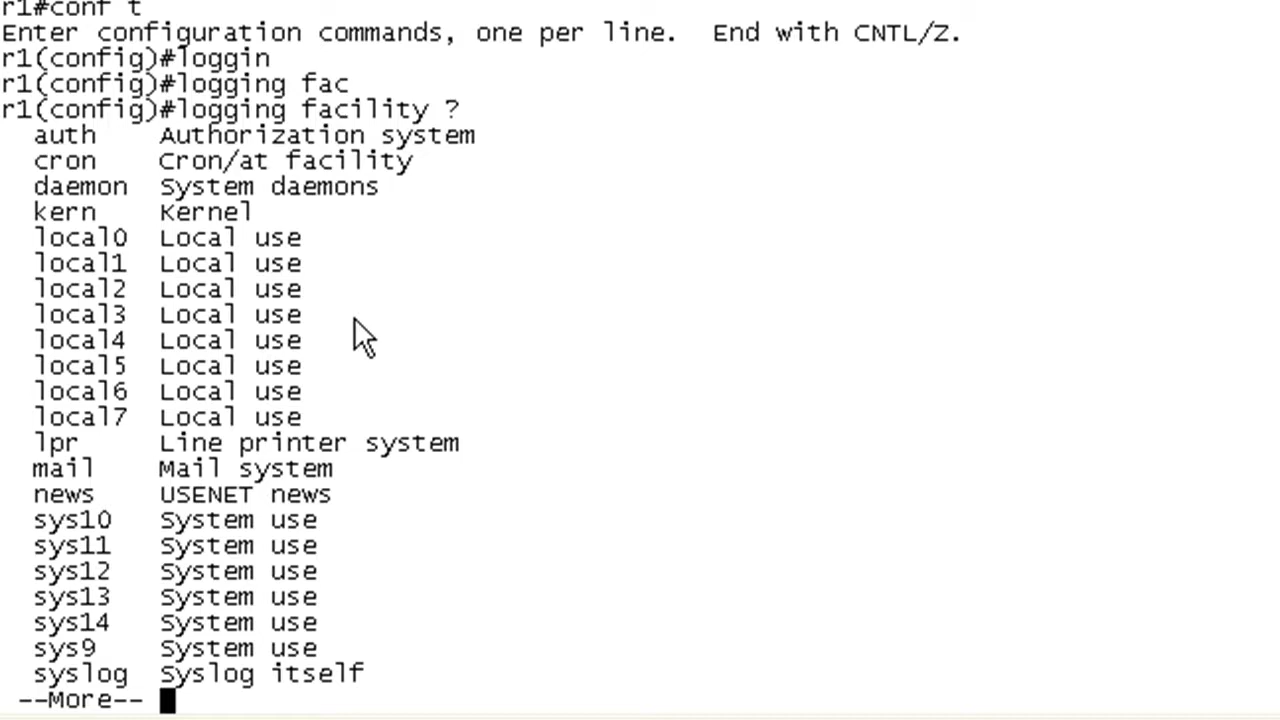 r1#conf t
Enter configuration commands, one per line.  End with CNTL/Z.
r1(config)#loggin
r1(config)#logging fac
r1(config)#logging facility ?
  auth    Authorization system
  cron    Cron/at facility
  daemon  System daemons
  kern    Kernel
  local0  Local use
  local1  Local use
  local2  Local use
  local3  Local use
  local4  Local use
  local5  Local use
  local6  Local use
  local7  Local use
  lpr     Line printer system
  mail    Mail system
  news    USENET news
  sys10   System use
  sys11   System use
  sys12   System use
  sys13   System use
  sys14   System use
  sys9    System use
  syslog  Syslog itself
 --More--